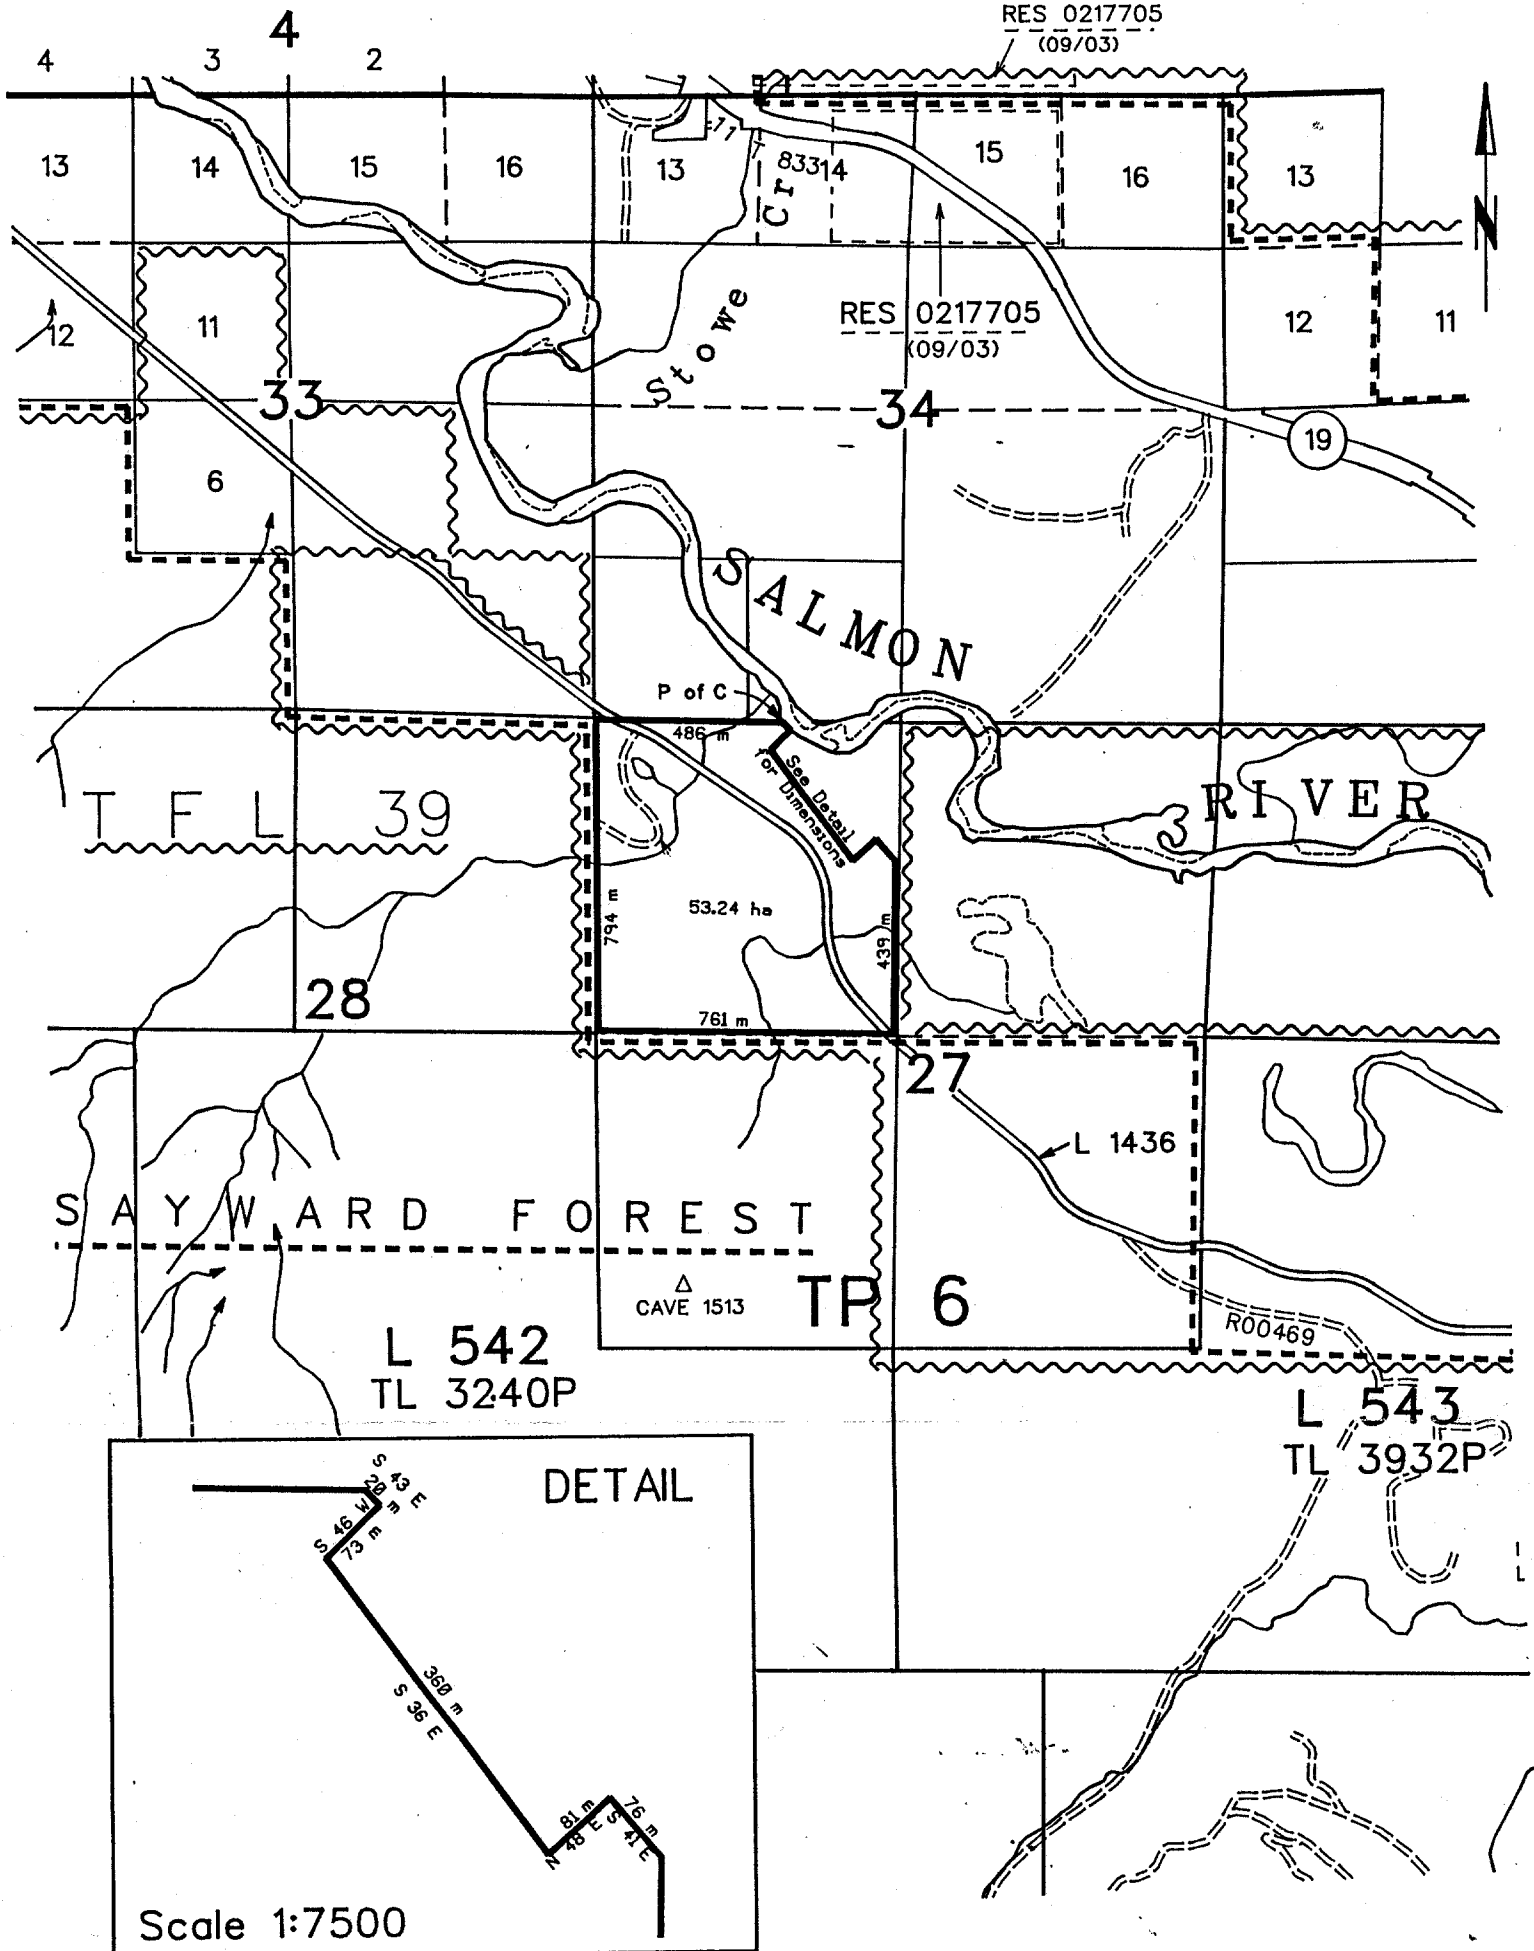 RES 0217705
(09/03)
4
4 3 2
13 14 15 16 13 14 15 16 13
833
Stowe Cr
N
12 11
RES 0217705
(09/03)
12 11
33
34
19
6
SALMON
P of C
486 m
See Detail
for Dimensions
RIVER
TFL 39
794 m
53.24 ha
439 m
28
761 m
27
L 1436
SAYWARD FOREST
CAVE 1513
TP 6
R00469
L 542
TL 3240P
L 543
TL 3932P
DETAIL
S 43 E
20 m
S 46 W
73 m
360 m
S 36 E
81 m
N 48 E
76 m
S 41 E
Scale 1:7500